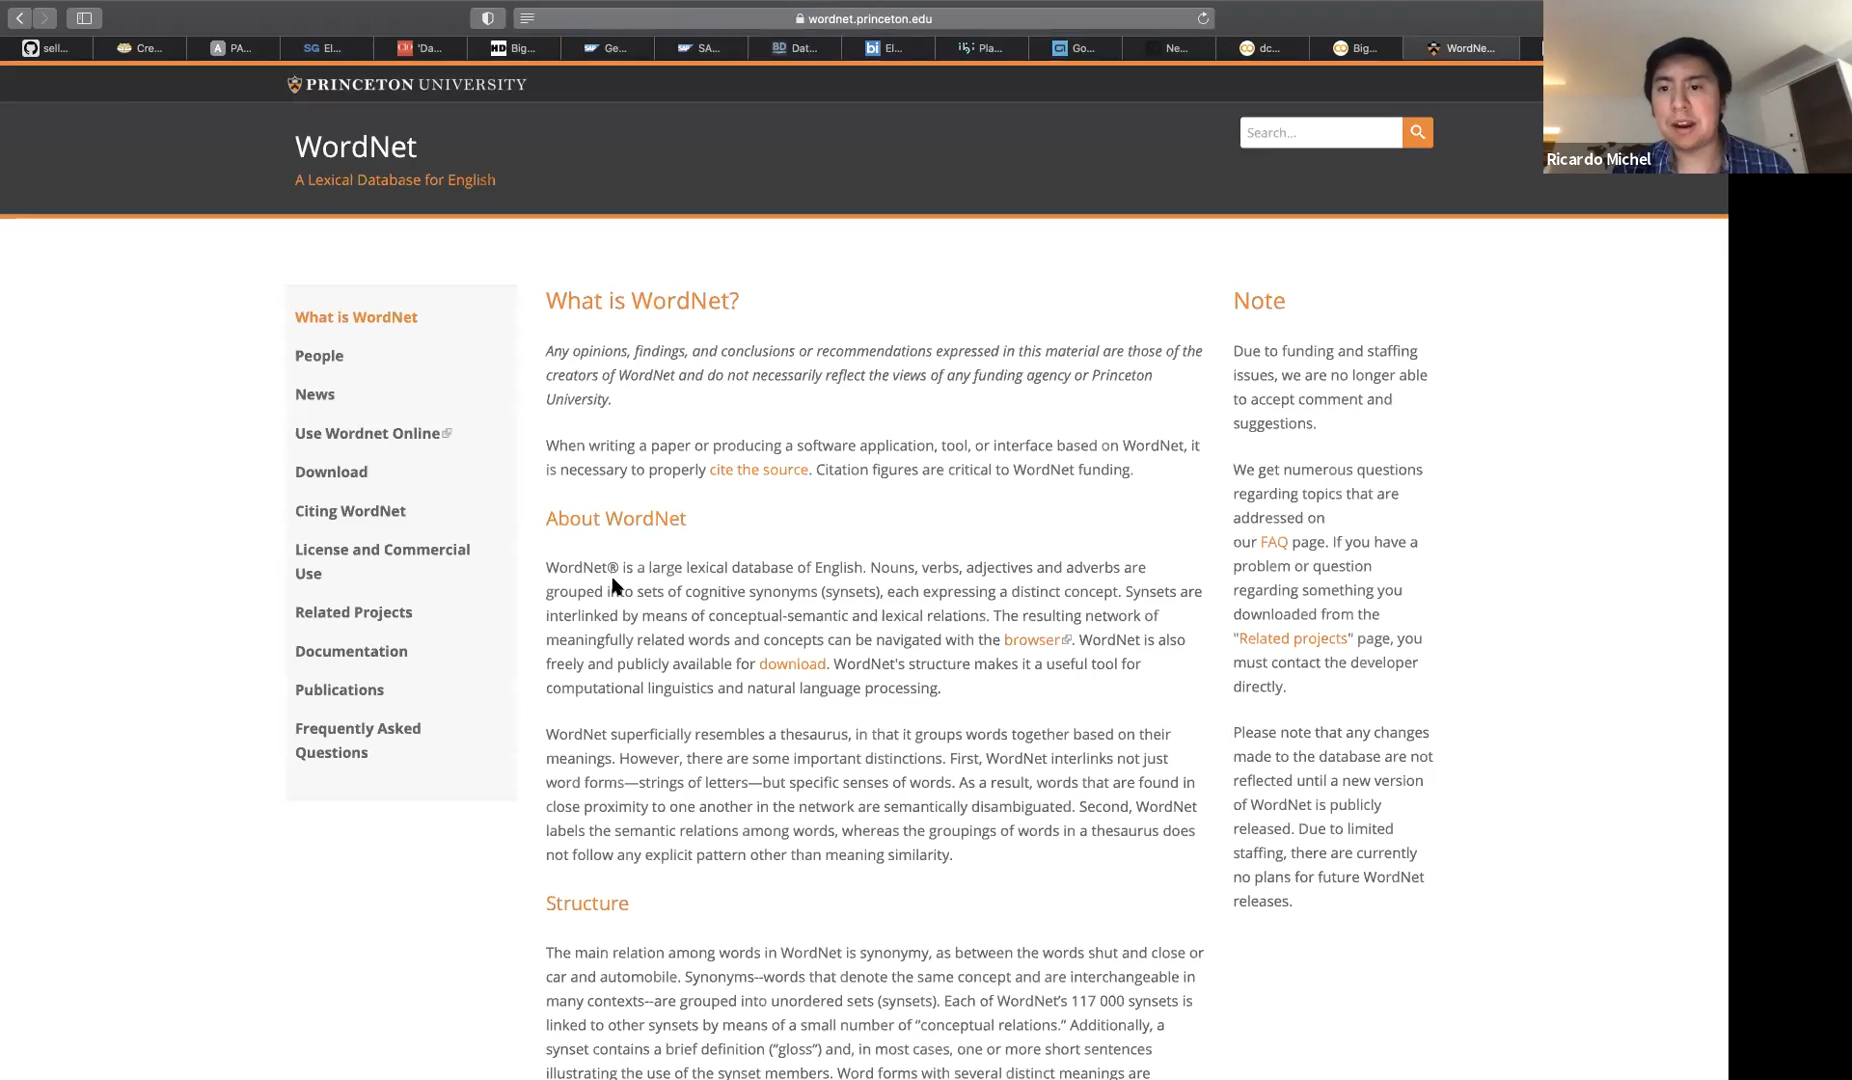 wordnet.princeton.edu
sell...
Cre...
PA...
SG El...
'Da...
HD Big...
Ge...
SA...
BD Dat...
bi El...
Pla...
Go...
Ne...
dc...
Big...
WordNe...
PRINCETON UNIVERSITY
WordNet
A Lexical Database for English
Search...
Ricardo Michel
What is WordNet
People
News
Use Wordnet Online
Download
Citing WordNet
License and Commercial
Use
Related Projects
Documentation
Publications
Frequently Asked
Questions
What is WordNet?
Any opinions, findings, and conclusions or recommendations expressed in this material are those of the
creators of WordNet and do not necessarily reflect the views of any funding agency or Princeton
University.
When writing a paper or producing a software application, tool, or interface based on WordNet, it
is necessary to properly cite the source. Citation figures are critical to WordNet funding.
About WordNet
WordNet® is a large lexical database of English. Nouns, verbs, adjectives and adverbs are
grouped into sets of cognitive synonyms (synsets), each expressing a distinct concept. Synsets are
interlinked by means of conceptual-semantic and lexical relations. The resulting network of
meaningfully related words and concepts can be navigated with the browser. WordNet is also
freely and publicly available for download. WordNet's structure makes it a useful tool for
computational linguistics and natural language processing.
WordNet superficially resembles a thesaurus, in that it groups words together based on their
meanings. However, there are some important distinctions. First, WordNet interlinks not just
word forms—strings of letters—but specific senses of words. As a result, words that are found in
close proximity to one another in the network are semantically disambiguated. Second, WordNet
labels the semantic relations among words, whereas the groupings of words in a thesaurus does
not follow any explicit pattern other than meaning similarity.
Structure
The main relation among words in WordNet is synonymy, as between the words shut and close or
car and automobile. Synonyms--words that denote the same concept and are interchangeable in
many contexts--are grouped into unordered sets (synsets). Each of WordNet's 117 000 synsets is
linked to other synsets by means of a small number of “conceptual relations.” Additionally, a
synset contains a brief definition (“gloss”) and, in most cases, one or more short sentences
illustrating the use of the synset members. Word forms with several distinct meanings are
Note
Due to funding and staffing
issues, we are no longer able
to accept comment and
suggestions.
We get numerous questions
regarding topics that are
addressed on
our FAQ page. If you have a
problem or question
regarding something you
downloaded from the
"Related projects" page, you
must contact the developer
directly.
Please note that any changes
made to the database are not
reflected until a new version
of WordNet is publicly
released. Due to limited
staffing, there are currently
no plans for future WordNet
releases.